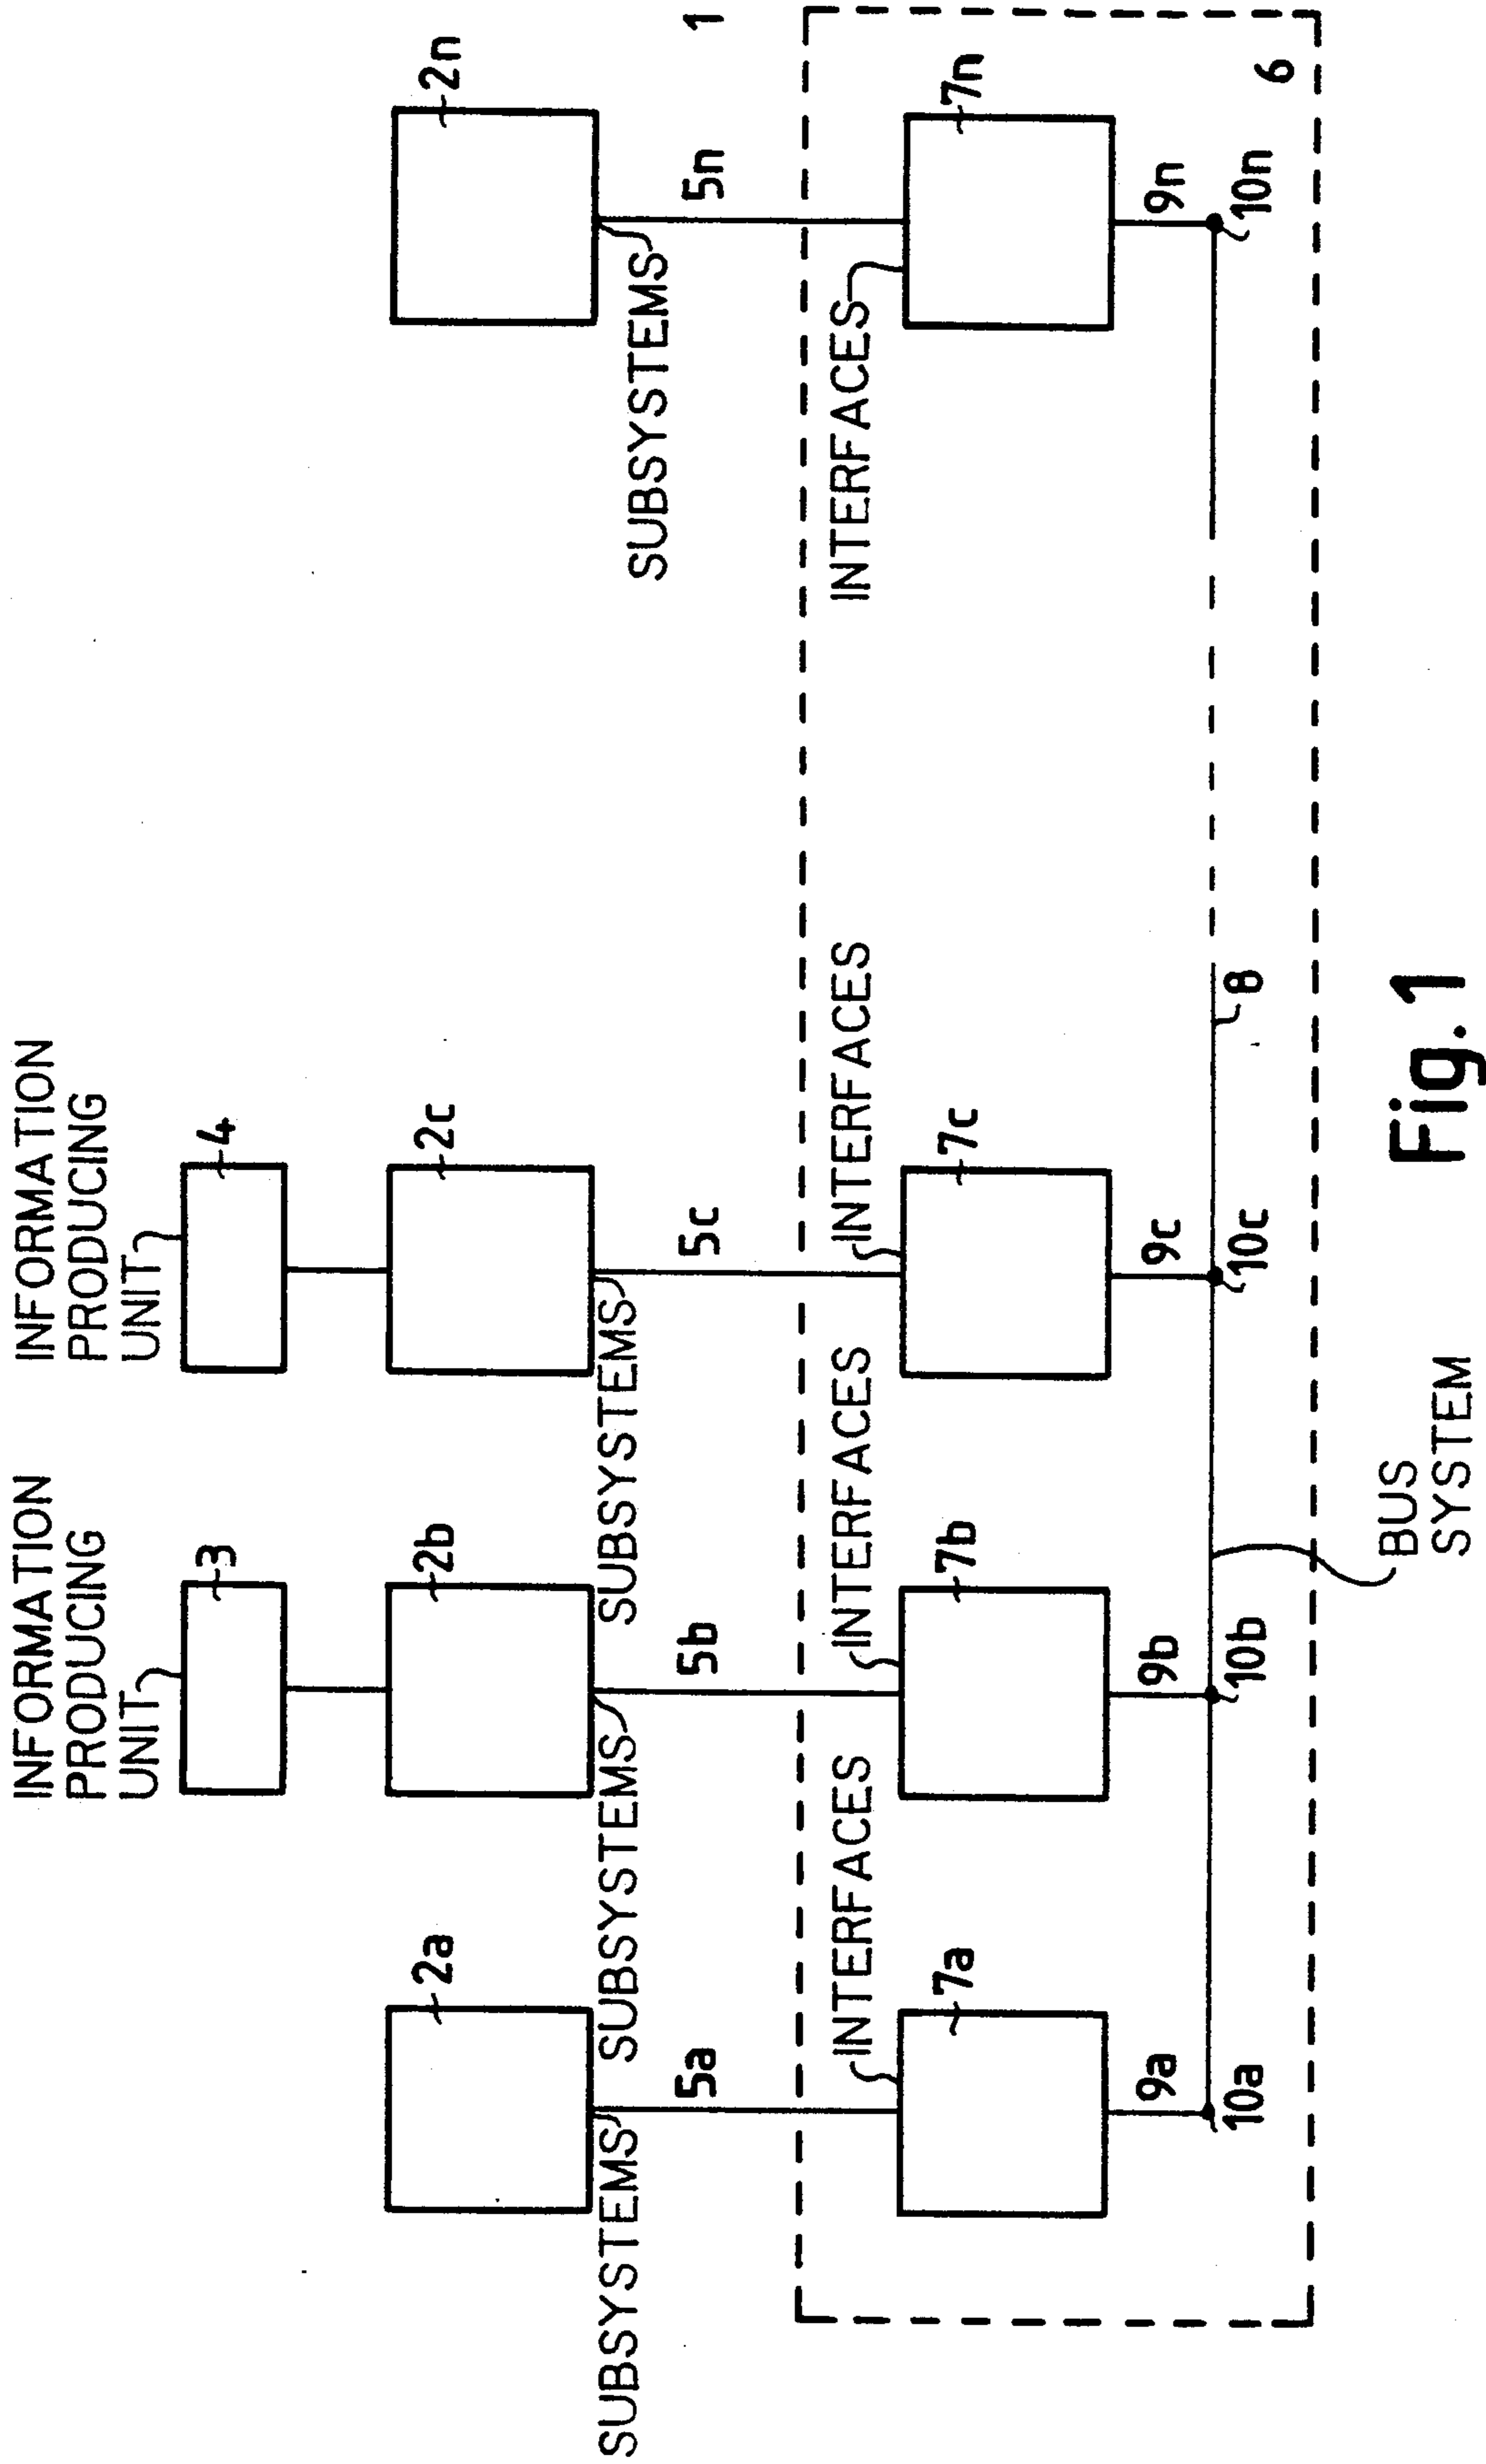 INFORMATION
PRODUCING
UNIT
INFORMATION
PRODUCING
UNIT
3
4
2a
2b
2c
2n
SUBSYSTEMS
SUBSYSTEMS
SUBSYSTEMS
SUBSYSTEMS
5a
5b
5c
5n
1
INTERFACES
INTERFACES
INTERFACES
INTERFACES
7a
7b
7c
7n
9a
9b
9c
9n
10a
10b
10c
10n
8
6
BUS
SYSTEM
Fig. 1